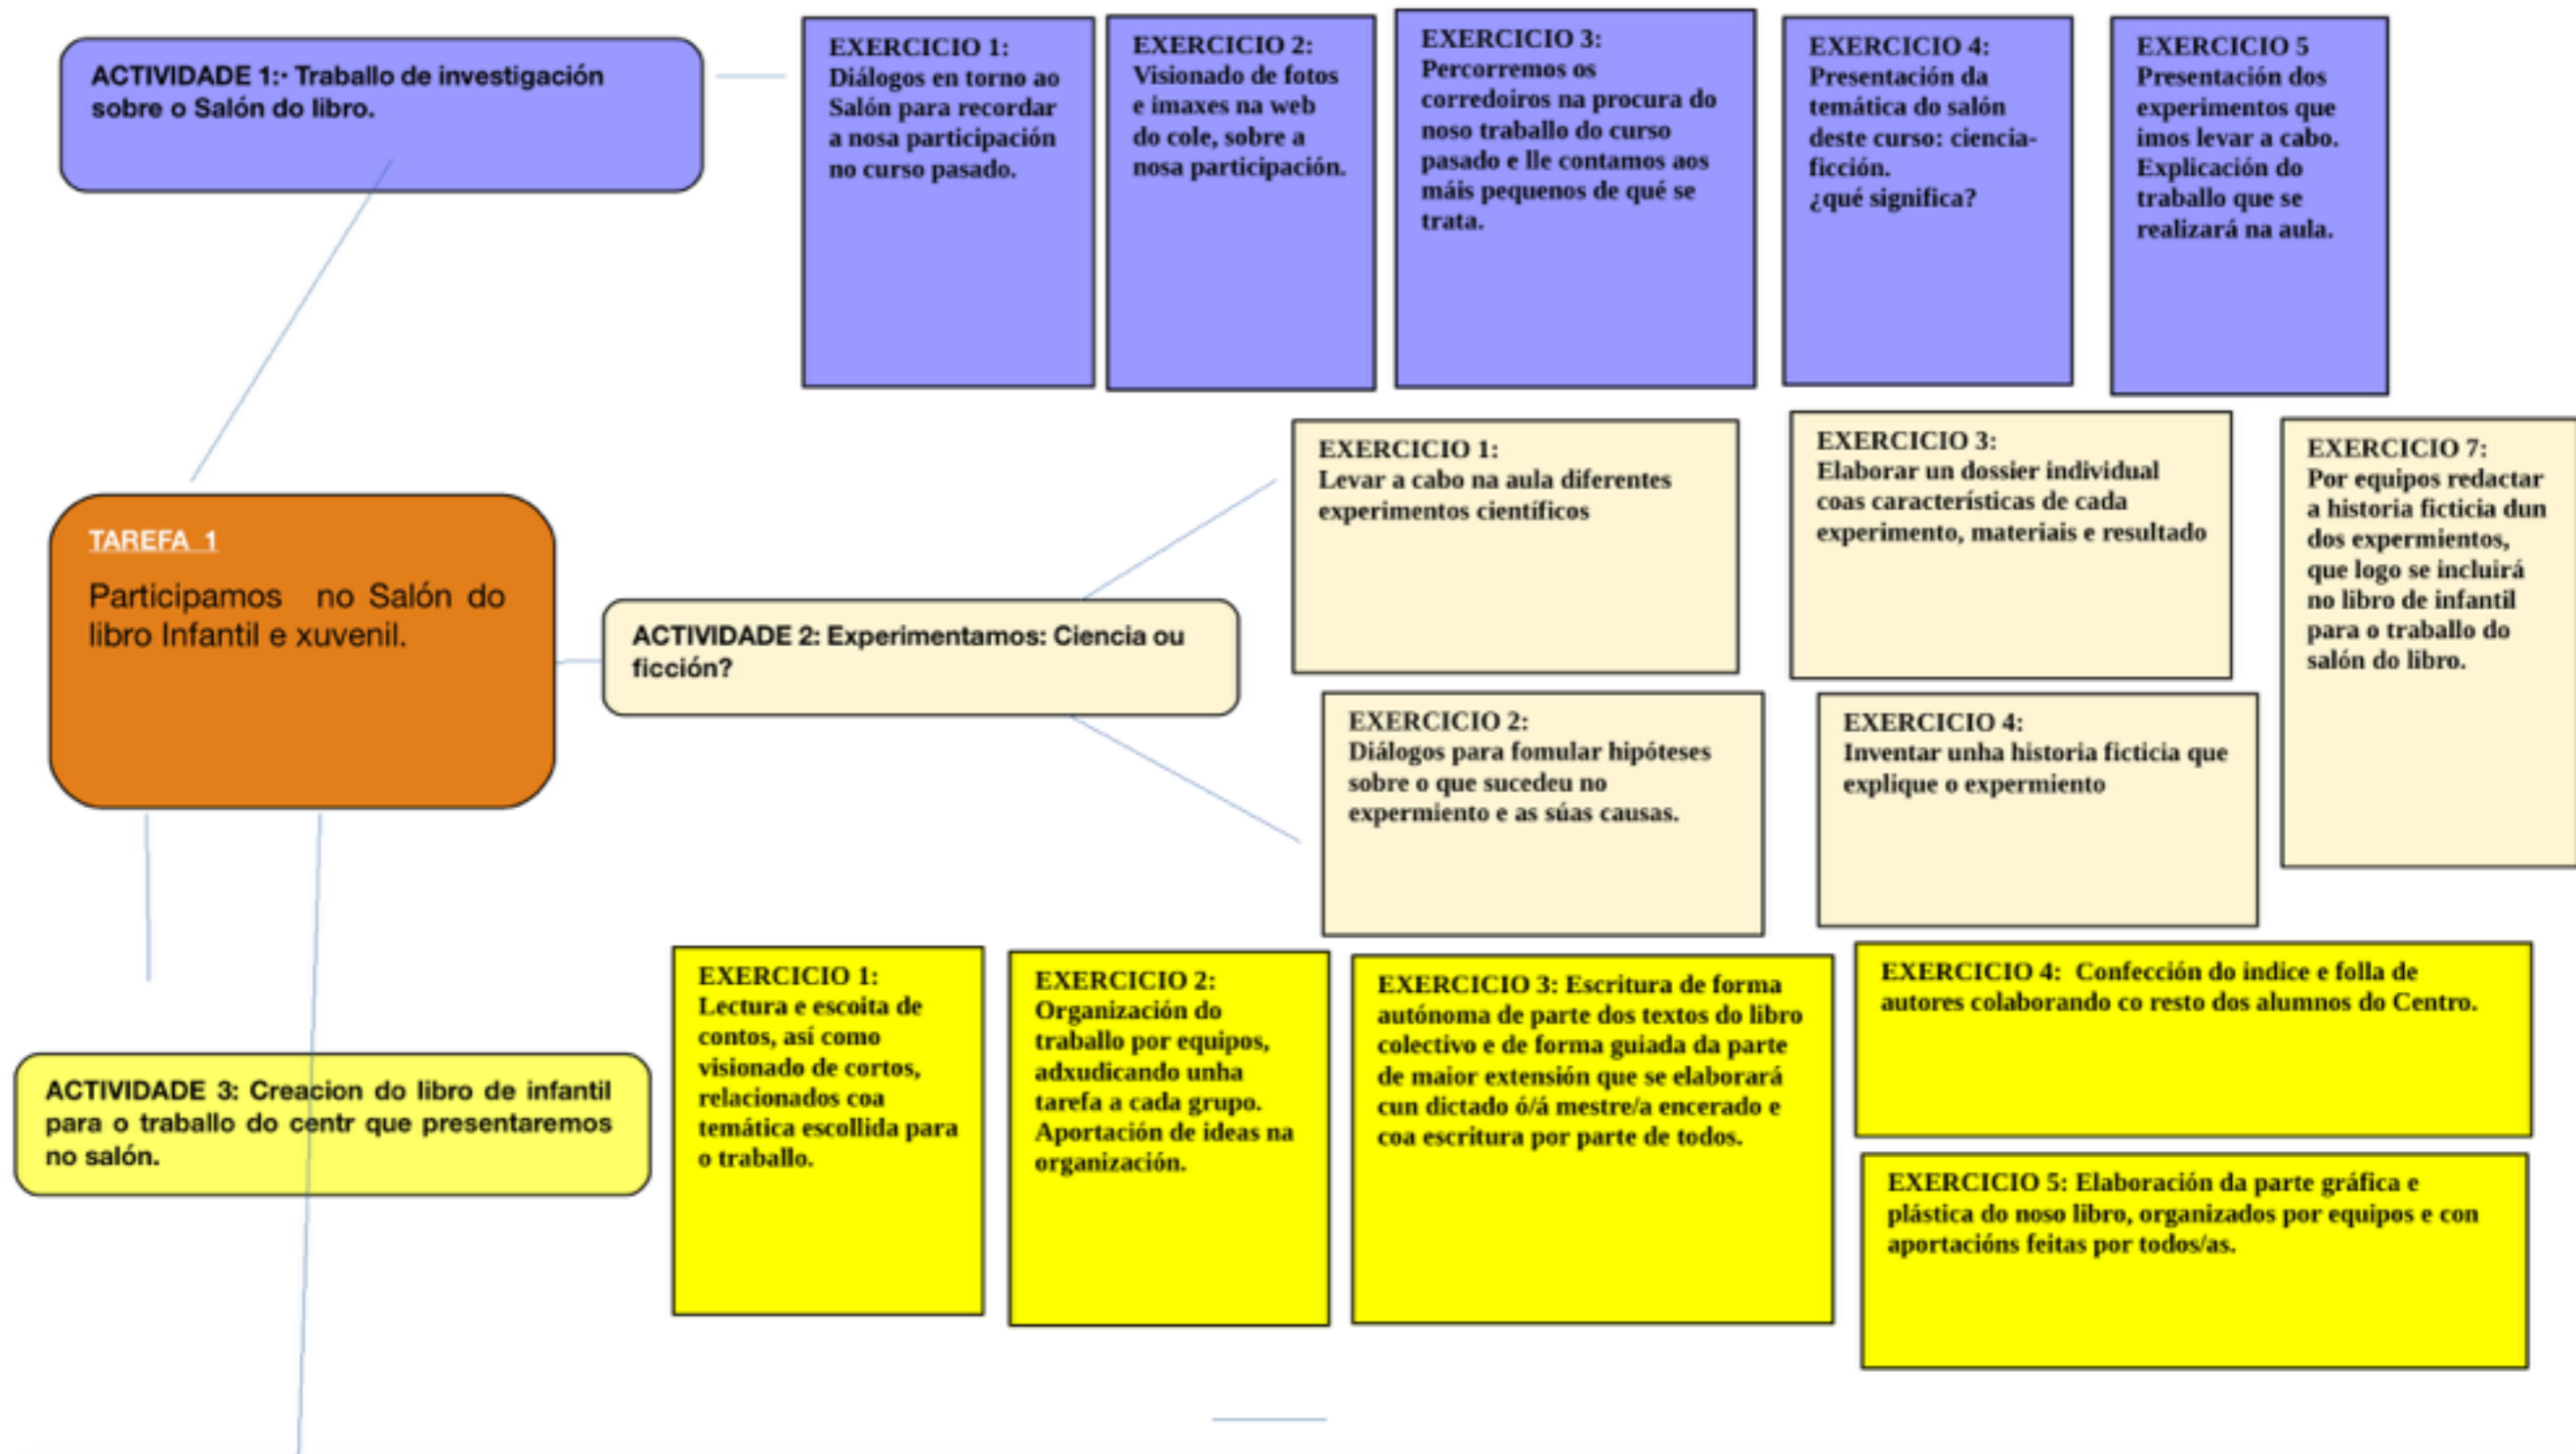 ACTIVIDADE 1:· Traballo de investigación
sobre o Salón do libro.
EXERCICIO 1:
Diálogos en torno ao
Salón para recordar
a nosa participación
no curso pasado.
EXERCICIO 2:
Visionado de fotos
e imaxes na web
do cole, sobre a
nosa participación.
EXERCICIO 3:
Percorremos os
corredoiros na procura do
noso traballo do curso
pasado e lle contamos aos
máis pequenos de qué se
trata.
EXERCICIO 4:
Presentación da
temática do salón
deste curso: ciencia-
ficción.
¿qué significa?
EXERCICIO 5
Presentación dos
experimentos que
imos levar a cabo.
Explicación do
traballo que se
realizará na aula.
TAREFA 1
Participamos no Salón do
libro Infantil e xuvenil.
ACTIVIDADE 2: Experimentamos: Ciencia ou
ficción?
EXERCICIO 1:
Levar a cabo na aula diferentes
experimentos científicos
EXERCICIO 2:
Diálogos para fomular hipóteses
sobre o que sucedeu no
expermiento e as súas causas.
EXERCICIO 3:
Elaborar un dossier individual
coas características de cada
experimento, materiais e resultado
EXERCICIO 4:
Inventar unha historia ficticia que
explique o expermiento
EXERCICIO 7:
Por equipos redactar
a historia ficticia dun
dos expermientos,
que logo se incluirá
no libro de infantil
para o traballo do
salón do libro.
ACTIVIDADE 3: Creacion do libro de infantil
para o traballo do centr que presentaremos
no salón.
EXERCICIO 1:
Lectura e escoita de
contos, así como
visionado de cortos,
relacionados coa
temática escollida para
o traballo.
EXERCICIO 2:
Organización do
traballo por equipos,
adxudicando unha
tarefa a cada grupo.
Aportación de ideas na
organización.
EXERCICIO 3: Escritura de forma
autónoma de parte dos textos do libro
colectivo e de forma guiada da parte
de maior extensión que se elaborará
cun dictado ó/á mestre/a encerado e
coa escritura por parte de todos.
EXERCICIO 4: Confección do indice e folla de
autores colaborando co resto dos alumnos do Centro.
EXERCICIO 5: Elaboración da parte gráfica e
plástica do noso libro, organizados por equipos e con
aportacións feitas por todos/as.